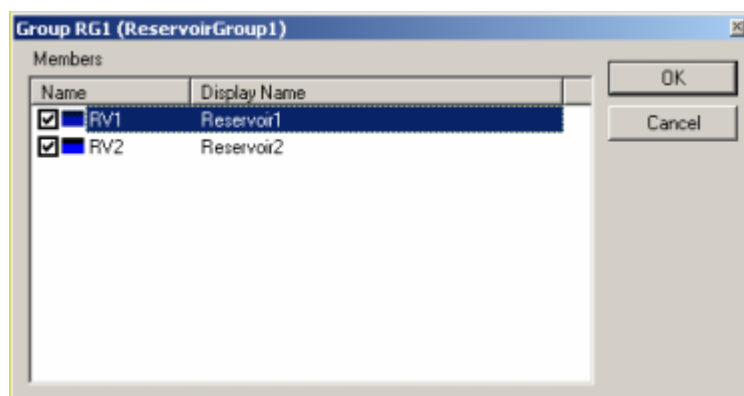 Group RG1 (ReservoirGroup1)
Members
OK
Name Display Name
RV1 Reservoir1
Cancel
RV2 Reservoir2